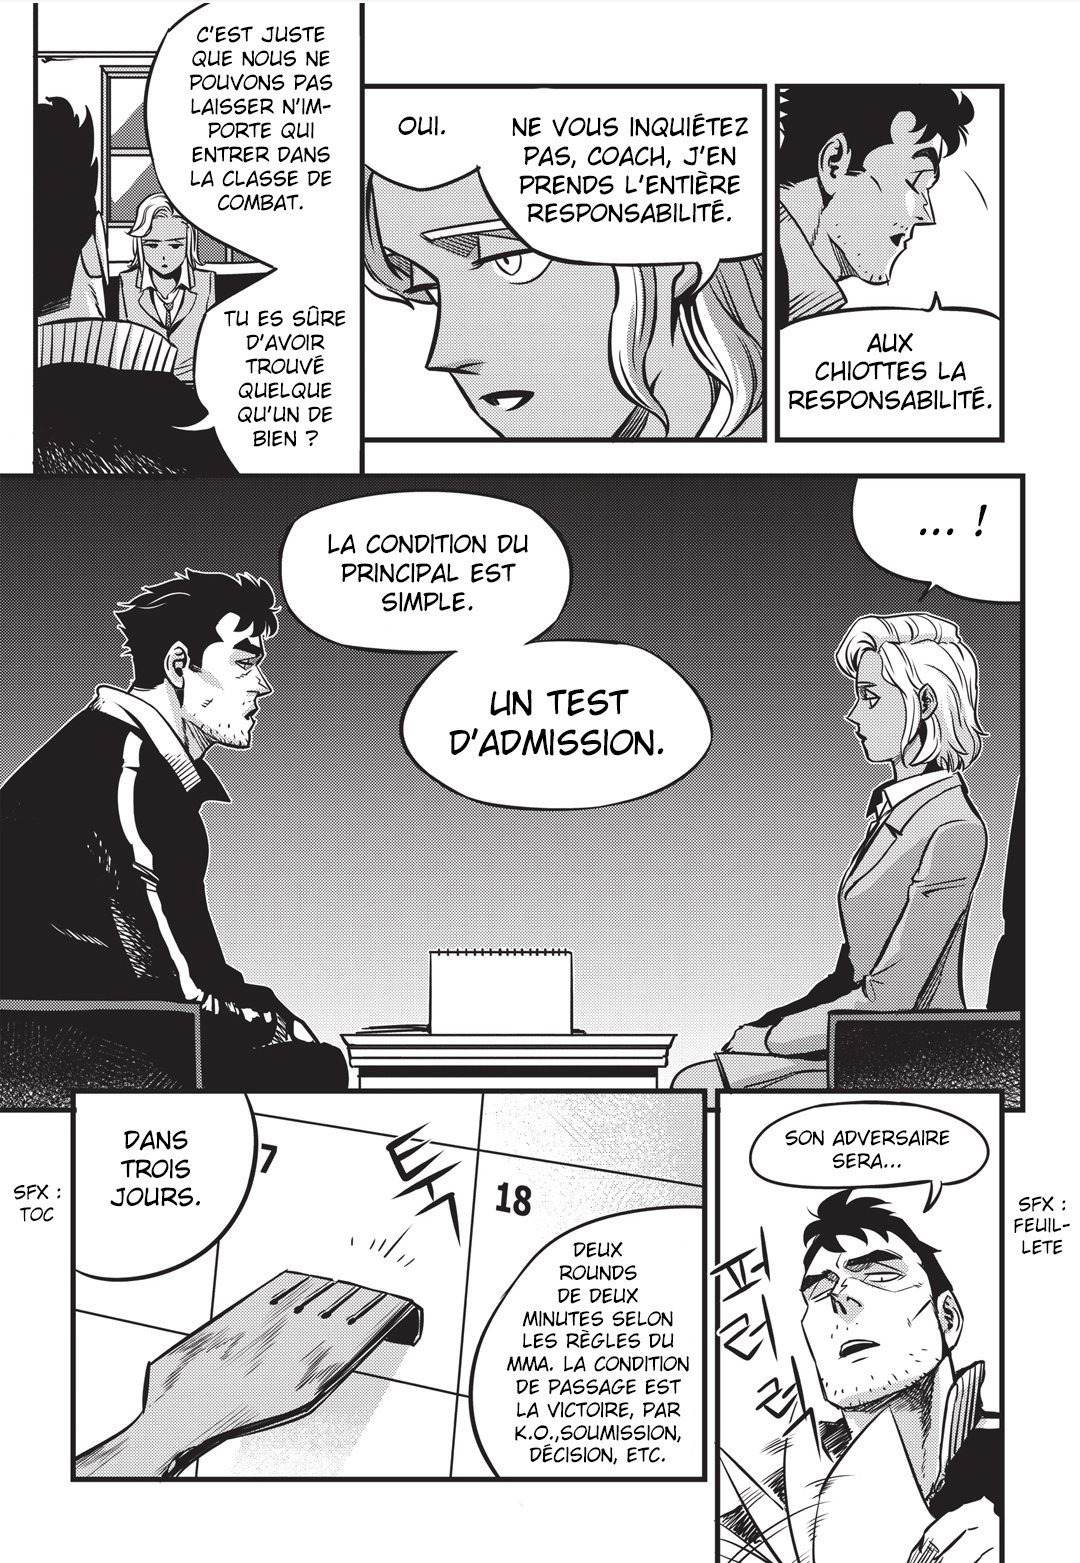 C'EST JUSTE
QUE NOUS NE
POUVONS PAS
LAISSER N'IM-
PORTE QUI
ENTRER DANS
LA CLASSE DE
COMBAT.
TU ES SÛRE
D'AVOIR
TROUVÉ
QUELQUE
QU'UN DE
BIEN ?
OUI.
NE VOUS INQUIÉTEZ
PAS, COACH, J'EN
PRENDS L'ENTIÈRE
RESPONSABILITÉ.
AUX
CHIOTTES LA
RESPONSABILITÉ.
LA CONDITION DU
PRINCIPAL EST
SIMPLE.
UN TEST
D'ADMISSION.
... !
DANS
TROIS
JOURS.
7
18
톡
SFX :
TOC
DEUX
ROUNDS
DE DEUX
MINUTES SELON
LES RÈGLES DU
MMA. LA CONDITION
DE PASSAGE EST
LA VICTOIRE, PAR
K.O.,SOUMISSION,
DÉCISION, ETC.
SON ADVERSAIRE
SERA...
퍼
러
억
SFX :
FEUIL-
LETE